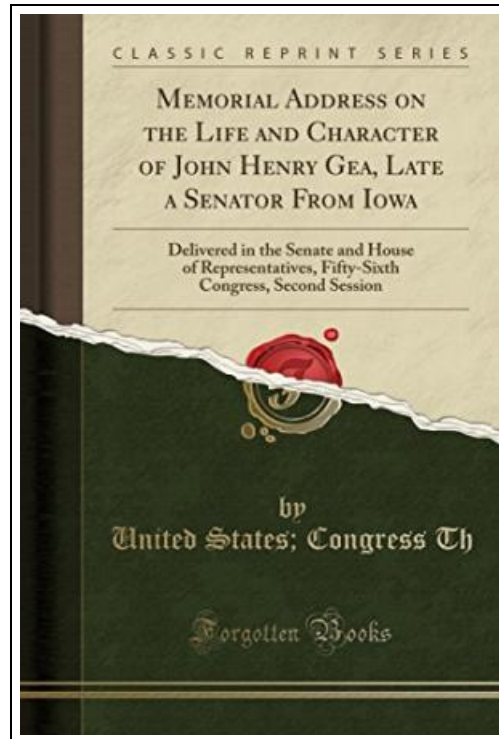 CLASSIC REPRINT SERIES
MEMORIAL ADDRESS ON
THE LIFE AND CHARACTER
OF JOHN HENRY GEA, LATE
A SENATOR FROM IOWA
Delivered in the Senate and House
of Representatives, Fifty-Sixth
Congress, Second Session
by
United States; Congress Th
Forgotten Books